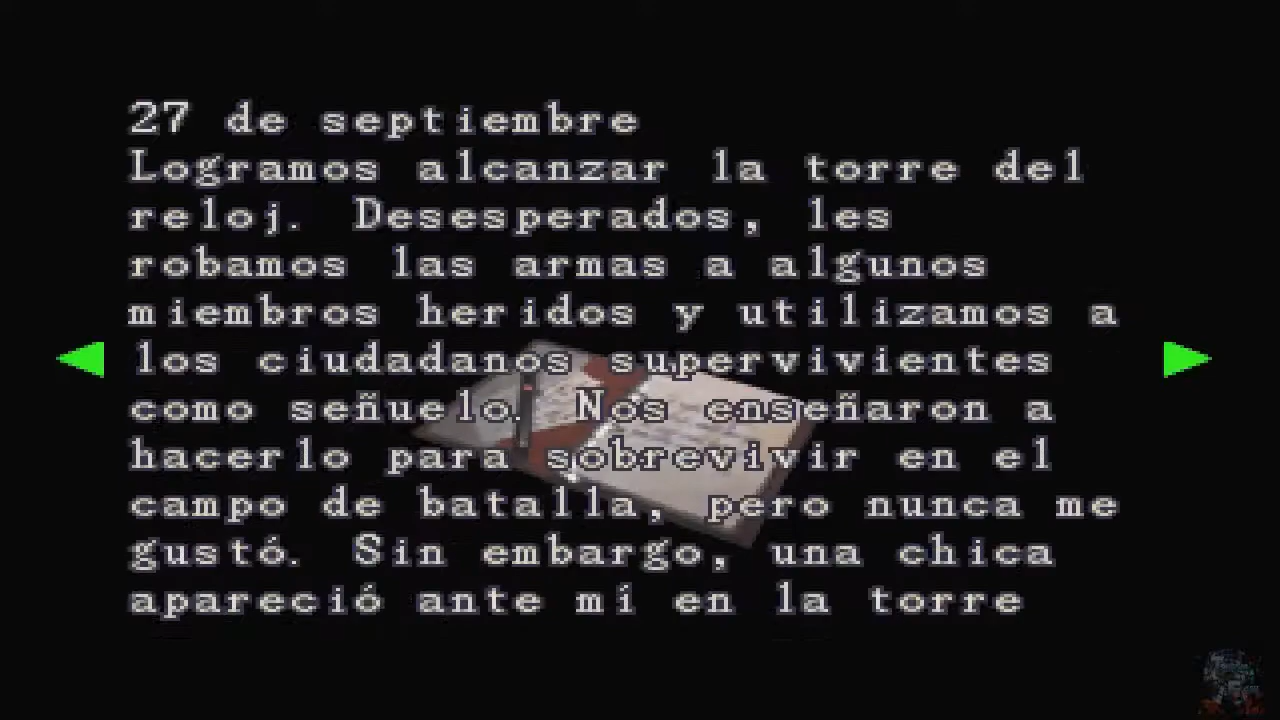 27 de septiembre
Logramos alcanzar la torre del
reloj. Desesperados, les
robamos las armas a algunos
miembros heridos y utilizamos a
los ciudadanos supervivientes
como señuelo. Nos enseñaron a
hacerlo para sobrevivir en el
campo de batalla, pero nunca me
gustó. Sin embargo, una chica
apareció ante mí en la torre